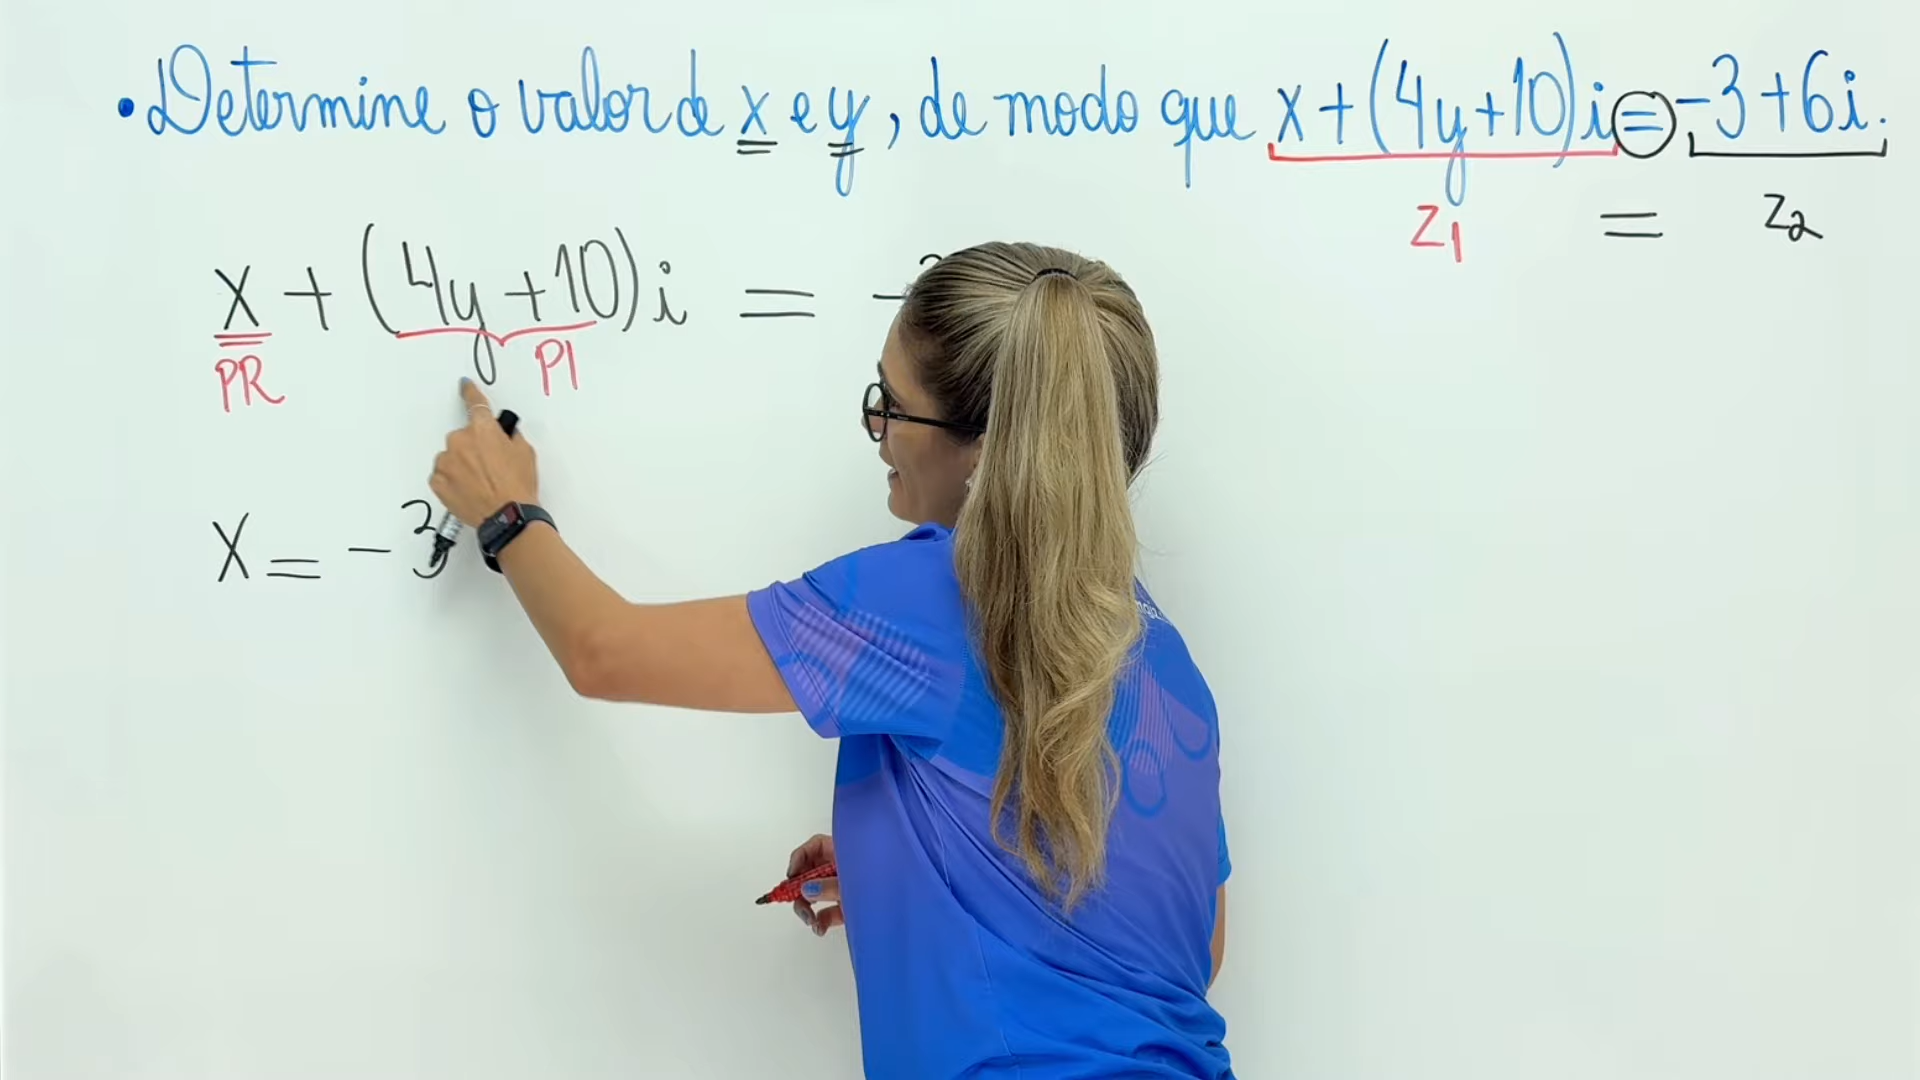 • Determine o valor de x e y, de modo que x + (4y + 10)i = -3 + 6i.
z1 = z2
x + (4y + 10)i = -
PR PI
x = -3